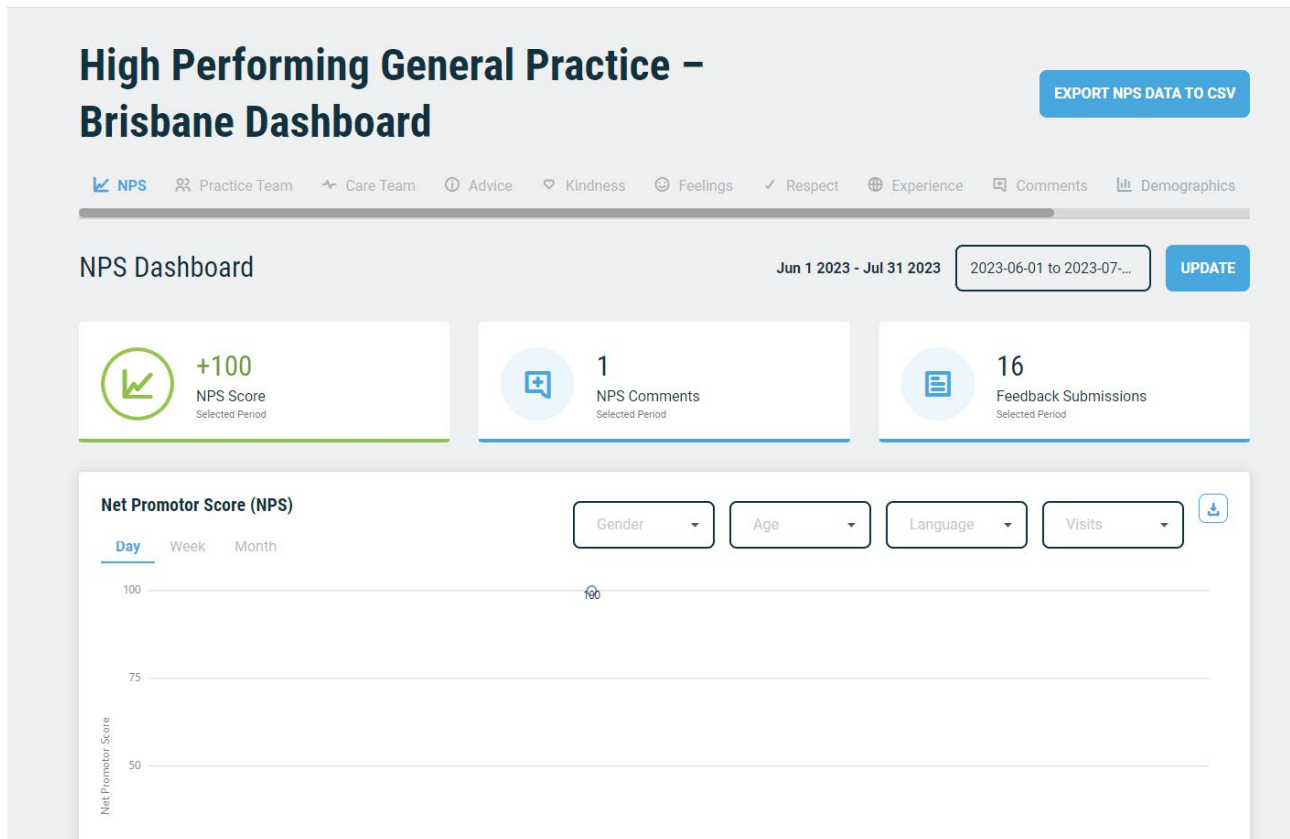 High Performing General Practice –
Brisbane Dashboard
EXPORT NPS DATA TO CSV
NPS Practice Team Care Team Advice Kindness Feelings Respect Experience Comments Demographics
NPS Dashboard
Jun 1 2023 - Jul 31 2023
2023-06-01 to 2023-07-...
UPDATE
+100
NPS Score
Selected Period
1
NPS Comments
Selected Period
16
Feedback Submissions
Selected Period
Net Promotor Score (NPS)
Gender Age Language Visits
Day Week Month
100
100
75
50
Net Promotor Score